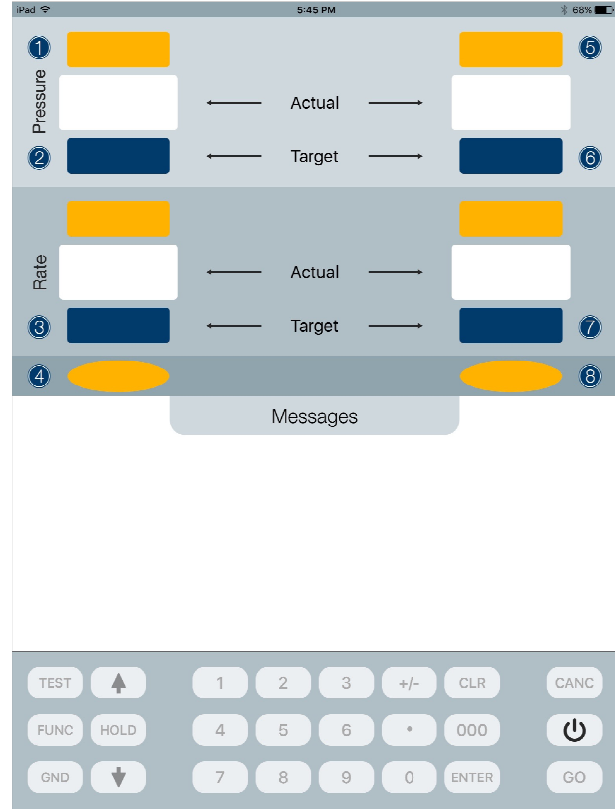 iPad 5:45 PM 68%
1 5
Pressure
Actual
2 Target 6
Rate
Actual
3 Target 7
4 8
Messages
TEST 1 2 3 +/- CLR CANC
FUNC HOLD 4 5 6 • 000
GND 7 8 9 0 ENTER GO